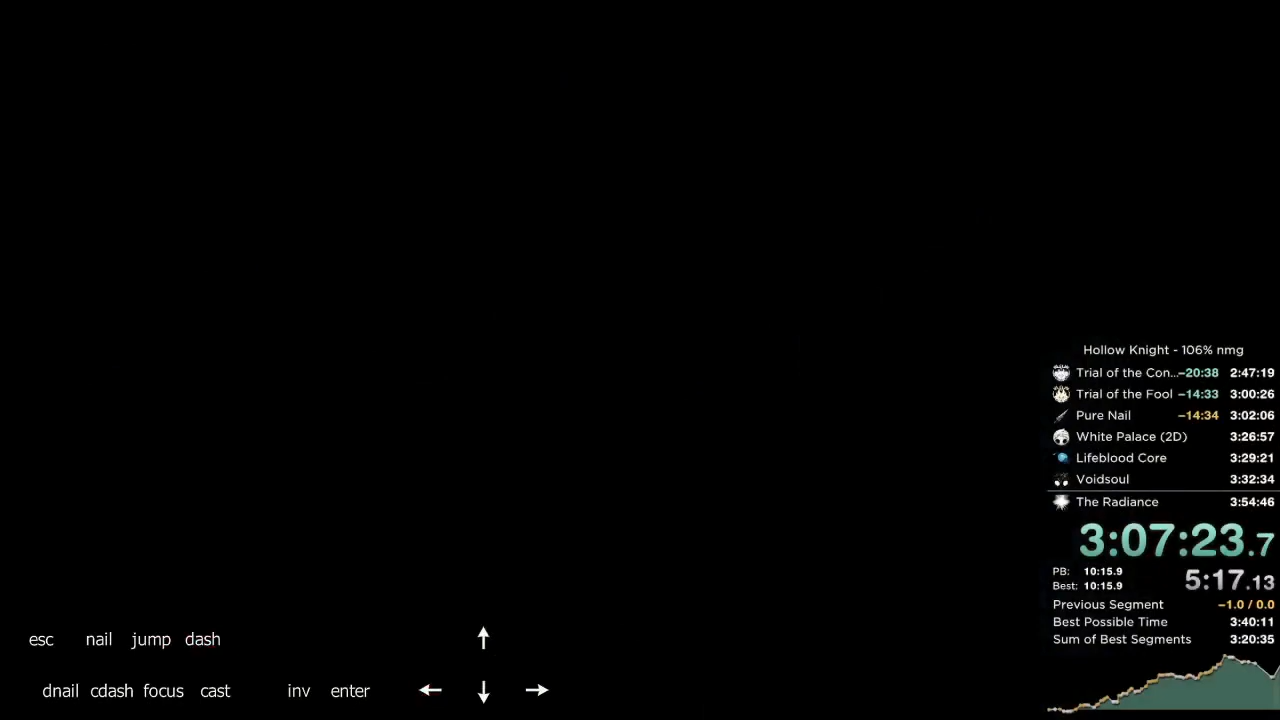 Hollow Knight - 106% nmg
Trial of the Con... -20:38 2:47:19
Trial of the Fool -14:33 3:00:26
Pure Nail -14:34 3:02:06
White Palace (2D) 3:26:57
Lifeblood Core 3:29:21
Voidsoul 3:32:34
The Radiance 3:54:46
3:07:23.7
PB: 10:15.9 5:17.13
Best: 10:15.9
Previous Segment -1.0 / 0.0
Best Possible Time 3:40:11
Sum of Best Segments 3:20:35
esc nail jump dash ↑
dnail cdash focus cast inv enter ← ↓ →